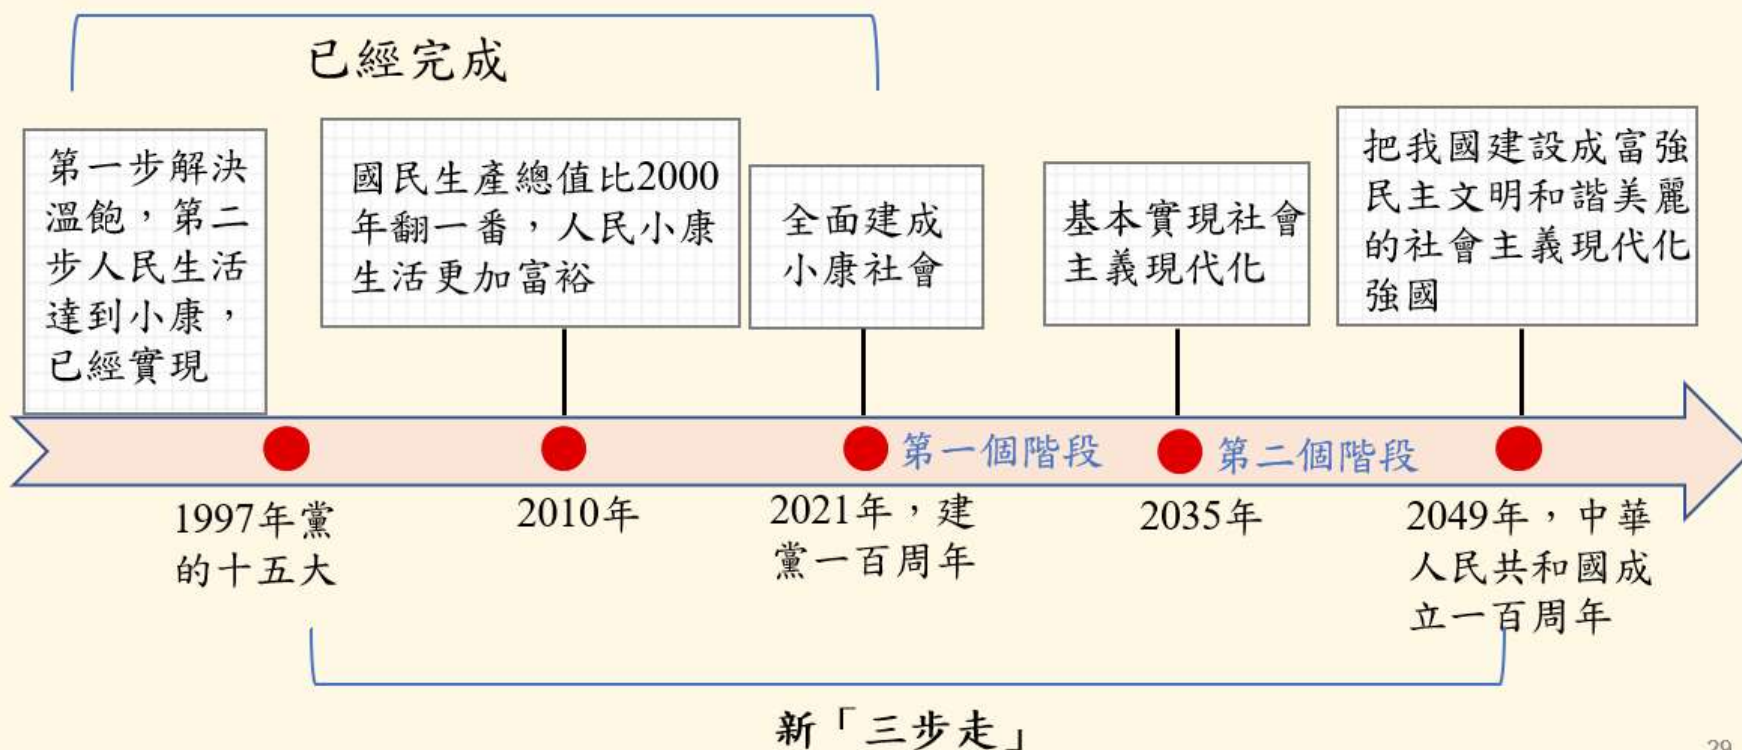 已經完成
第一步解決
溫飽，第二
步人民生活
達到小康，
已經實現
國民生產總值比2000
年翻一番，人民小康
生活更加富裕
全面建成
小康社會
基本實現社會
主義現代化
把我國建設成富強
民主文明和諧美麗
的社會主義現代化
強國
第一個階段
第二個階段
1997年黨
的十五大
2010年
2021年，建
黨一百周年
2035年
2049年，中華
人民共和國成
立一百周年
新「三步走」
29